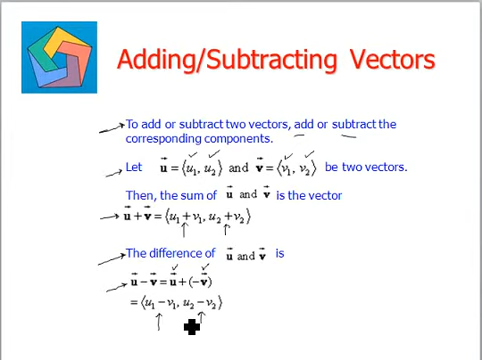 Adding/Subtracting Vectors
To add or subtract two vectors, add or subtract the
corresponding components.
Let u⃗ = ⟨u₁, u₂⟩ and v⃗ = ⟨v₁, v₂⟩ be two vectors.
Then, the sum of u⃗ and v⃗ is the vector
u⃗ + v⃗ = ⟨u₁ + v₁, u₂ + v₂⟩
The difference of u⃗ and v⃗ is
u⃗ − v⃗ = u⃗ + (−v⃗)
= ⟨u₁ − v₁, u₂ − v₂⟩